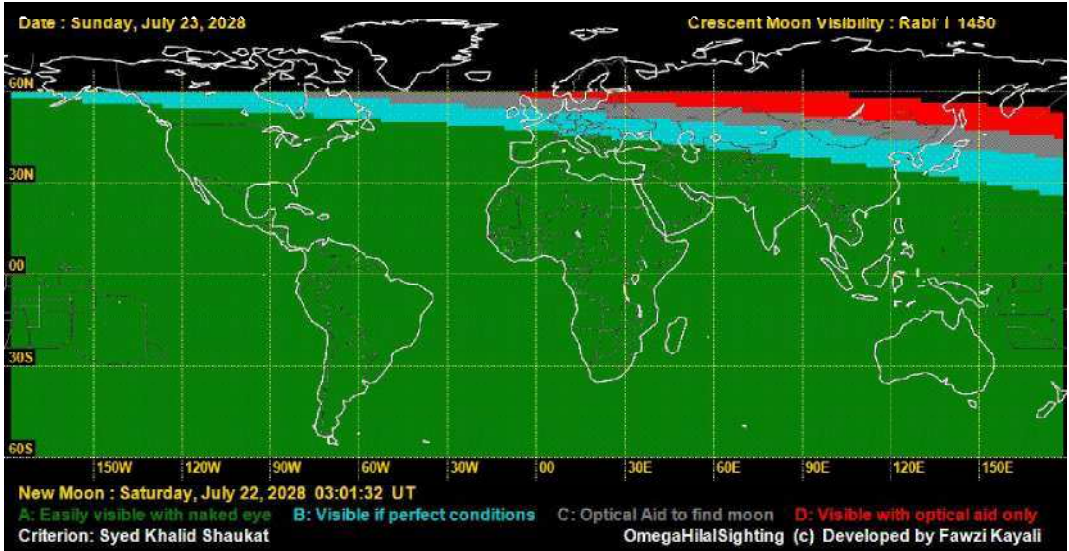 Date : Sunday, July 23, 2028
Crescent Moon Visibility : Rabi' I 1450
60N
30N
00
30S
60S
150W 120W 90W 60W 30W 00 30E 60E 90E 120E 150E
New Moon : Saturday, July 22, 2028 03:01:32 UT
A: Easily visible with naked eye B: Visible if perfect conditions C: Optical Aid to find moon D: Visible with optical aid only
Criterion: Syed Khalid Shaukat OmegaHilalSighting (c) Developed by Fawzi Kayali